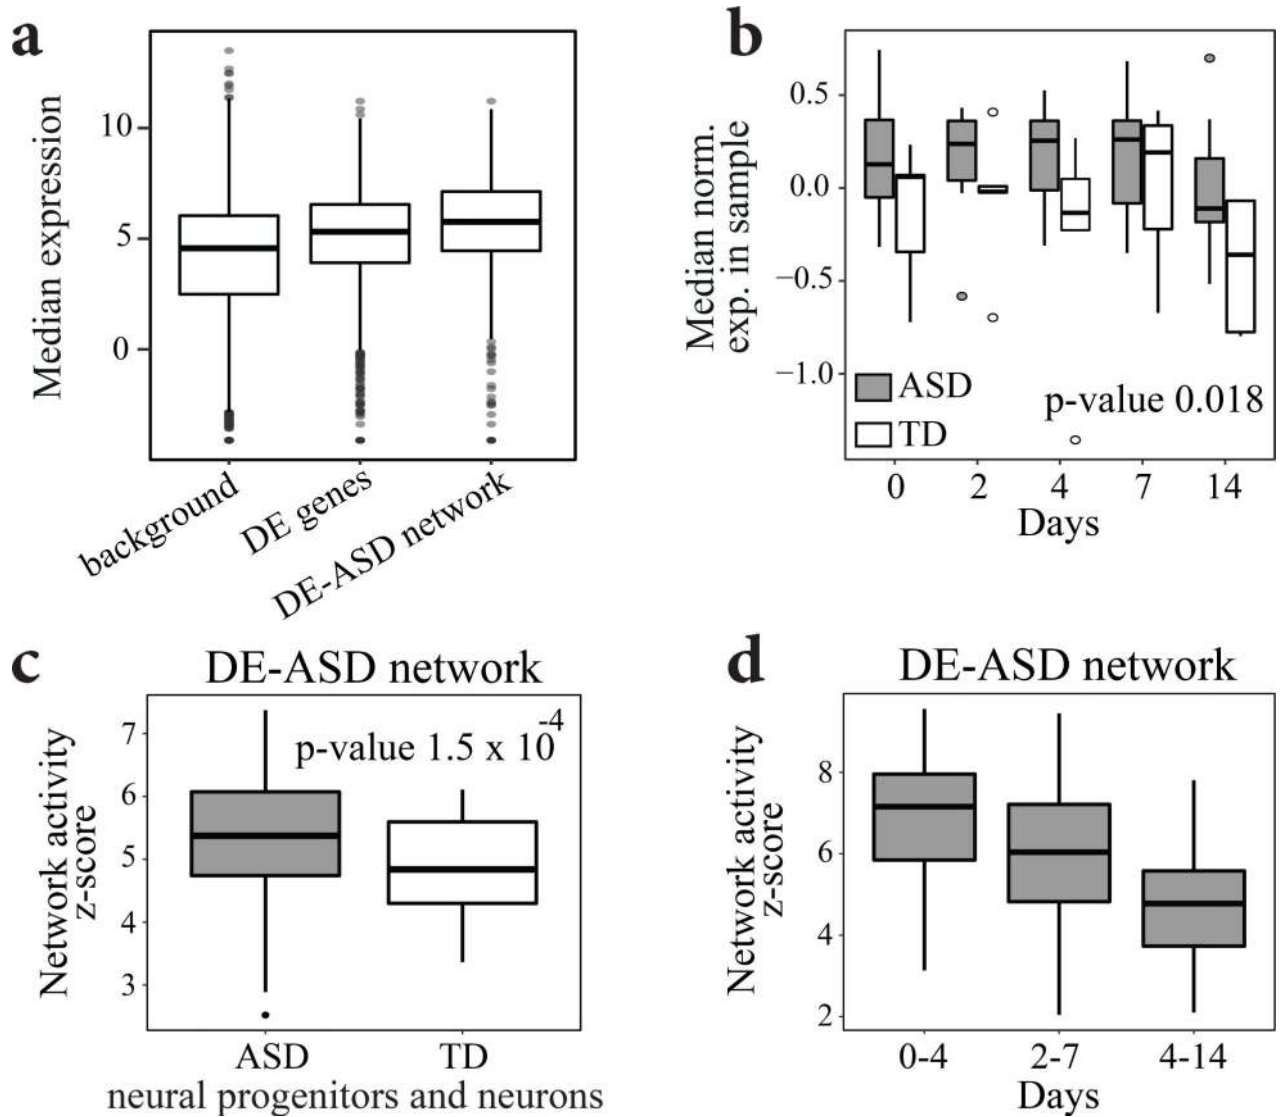 a
Median expression
10
5
0
background
DE genes
DE-ASD network
b
Median norm.
exp. in sample
0.5
0.0
−0.5
−1.0
ASD
TD
p-value 0.018
0 2 4 7 14
Days
c
DE-ASD network
Network activity
z-score
7
6
5
4
3
p-value 1.5 x 10-4
ASD TD
neural progenitors and neurons
d
DE-ASD network
Network activity
z-score
8
6
4
2
0-4 2-7 4-14
Days